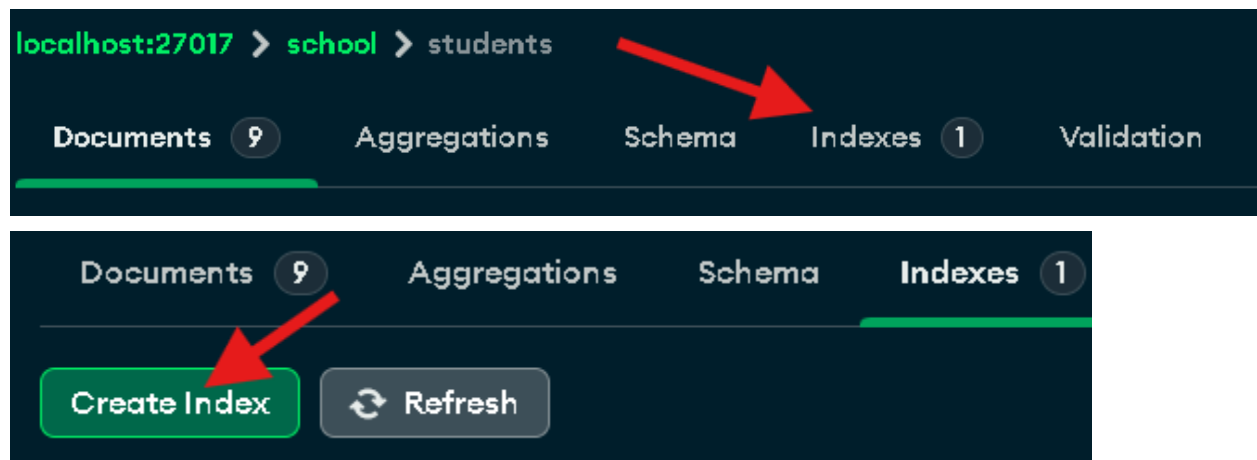 localhost:27017 > school > students
Documents 9 Aggregations Schema Indexes 1 Validation
Documents 9 Aggregations Schema Indexes 1
Create Index Refresh